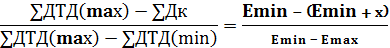 ∑ДТД(max) − ∑Дк / ∑ДТД(max) − ∑ДТД(min) = Emin − (Emin + x) / Emin − Emax